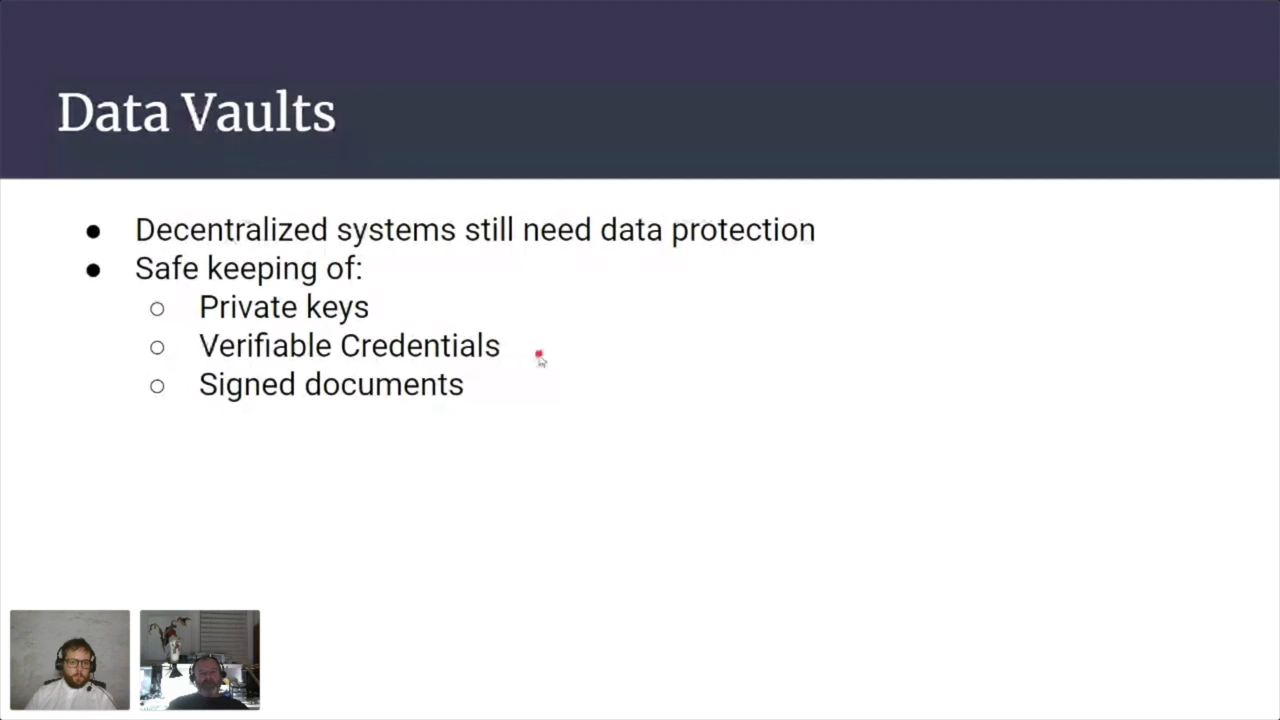 Data Vaults
● Decentralized systems still need data protection
● Safe keeping of:
○ Private keys
○ Verifiable Credentials
○ Signed documents